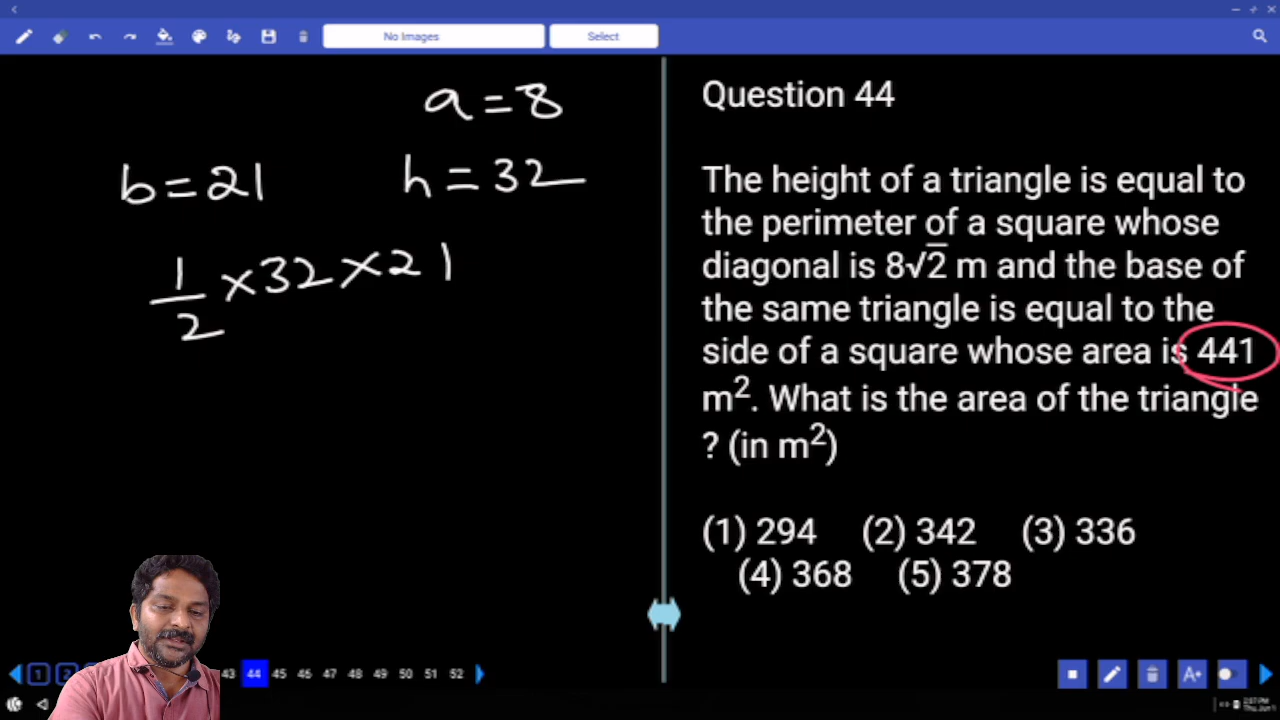 No Images
Select
a = 8
b = 21
h = 32
1/2 × 32 × 21
Question 44
The height of a triangle is equal to
the perimeter of a square whose
diagonal is 8√2 m and the base of
the same triangle is equal to the
side of a square whose area is 441
m². What is the area of the triangle
? (in m²)
(1) 294 (2) 342 (3) 336
(4) 368 (5) 378
1 2 43 44 45 46 47 48 49 50 51 52
A+